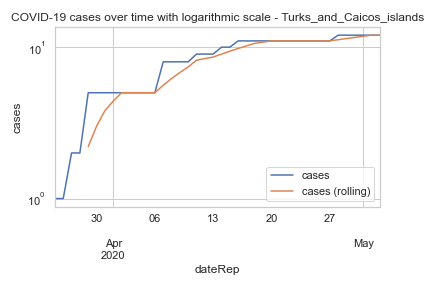 COVID-19 cases over time with logarithmic scale - Turks_and_Caicos_islands
10¹
cases
10⁰
cases
cases (rolling)
30 06 13 20 27
Apr May
2020
dateRep